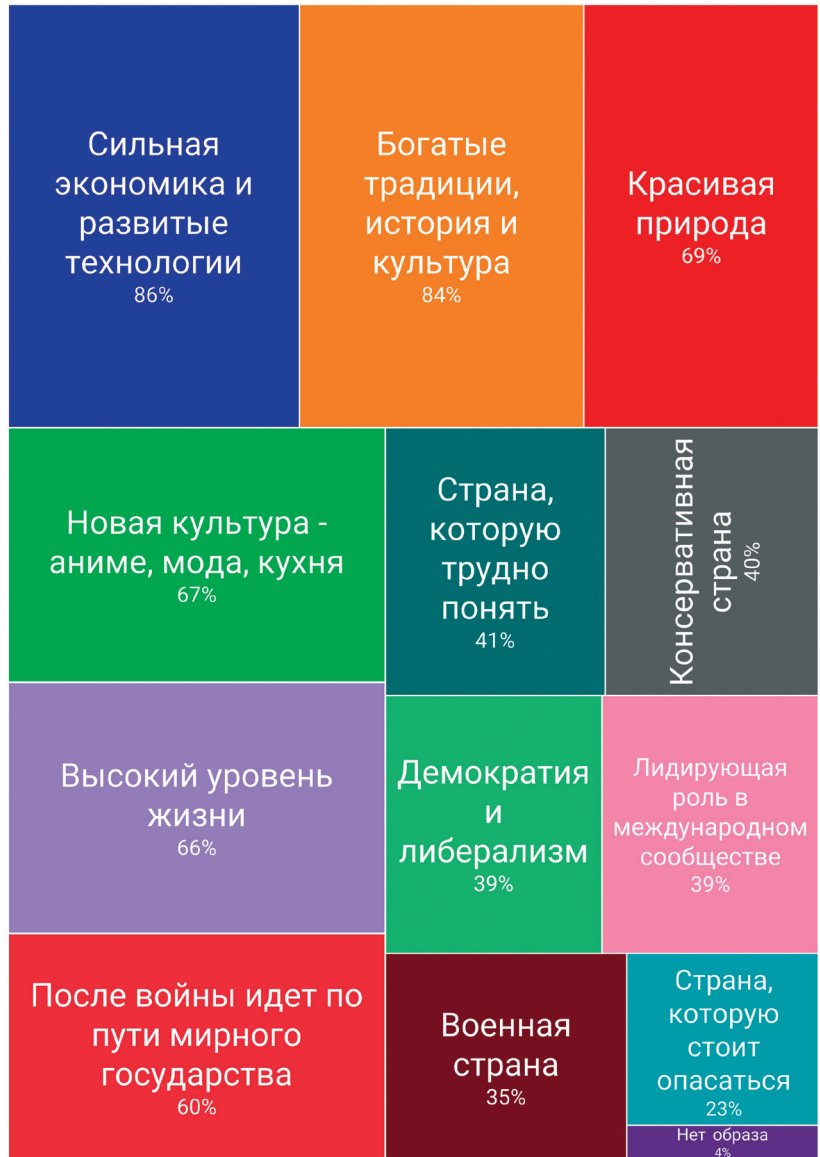 Сильная
экономика и
развитые
технологии
86%
Богатые
традиции,
история и
культура
84%
Красивая
природа
69%
Новая культура -
аниме, мода, кухня
67%
Страна,
которую
трудно
понять
41%
Консервативная
страна
40%
Высокий уровень
жизни
66%
Демократия
и
либерализм
39%
Лидирующая
роль в
международном
сообществе
39%
После войны идет по
пути мирного
государства
60%
Военная
страна
35%
Страна,
которую
стоит
опасаться
23%
Нет образа
4%